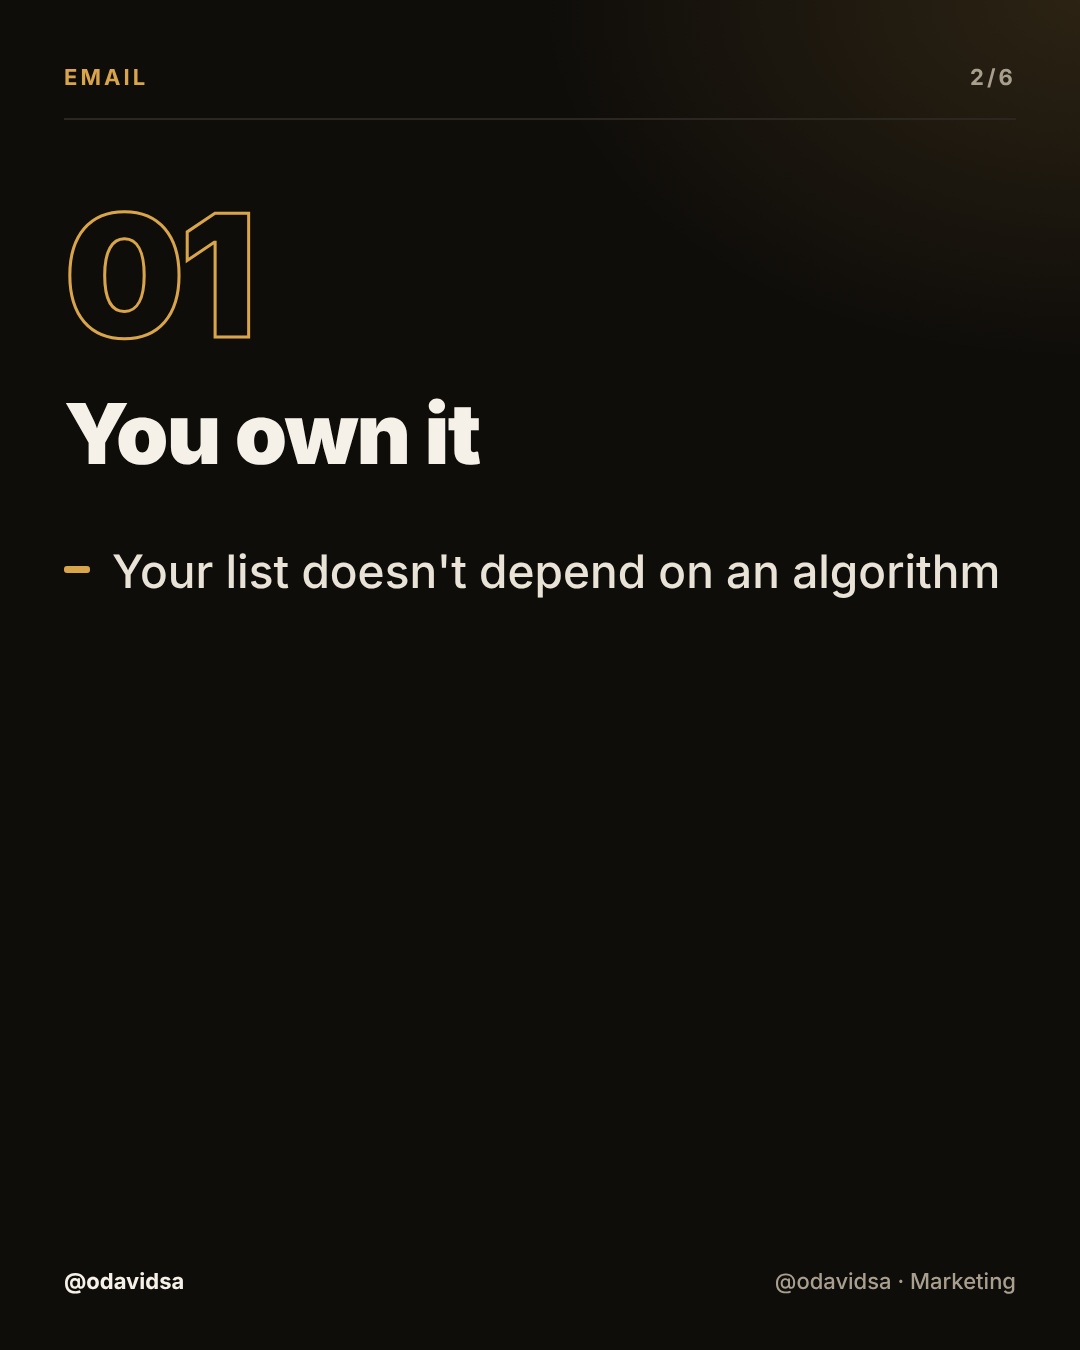 EMAIL
2/6
01
You own it
Your list doesn't depend on an algorithm
@odavidsa
@odavidsa · Marketing